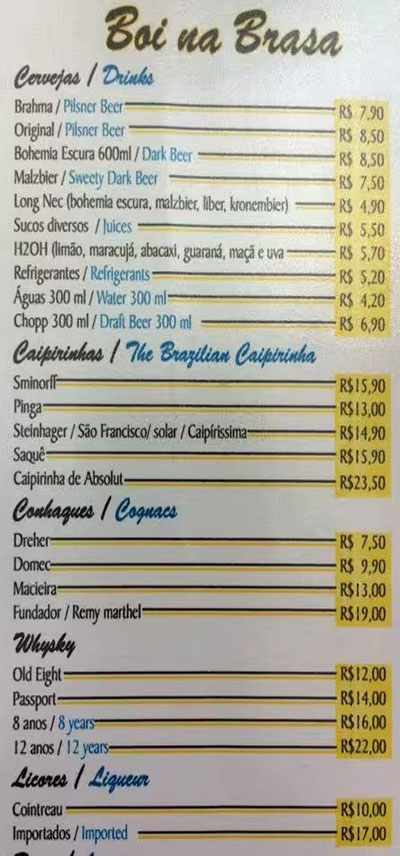 Boi na Brasa
Cervejas / Drinks
Brahma / Pilsner Beer R$ 7,90
Original / Pilsner Beer R$ 8,50
Bohemia Escura 600ml / Dark Beer R$ 8,50
Malzbier / Sweety Dark Beer R$ 7,50
Long Nec (bohemia escura, malzbier, liber, kronembier) R$ 4,90
Sucos diversos / Juices R$ 5,50
H2OH (limão, maracujá, abacaxi, guaraná, maçã e uva R$ 5,70
Refrigerantes / Refrigerants R$ 5,20
Águas 300 ml / Water 300 ml R$ 4,20
Chopp 300 ml / Draft Beer 300 ml R$ 6,90
Caipirinhas / The Brazilian Caipirinha
Sminorff R$15,90
Pinga R$13,00
Steinhager / São Francisco/ solar / Caipíríssima R$14,90
Saquê R$15,90
Caipirinha de Absolut R$23,50
Conhaques / Cognacs
Dreher R$ 7,50
Domec R$ 9,90
Macieira R$13,00
Fundador / Remy marthel R$19,00
Whysky
Old Eight R$12,00
Passport R$14,00
8 anos / 8 years R$16,00
12 anos / 12 years R$22,00
Licores / Liqueur
Cointreau R$10,00
Importados / Imported R$17,00